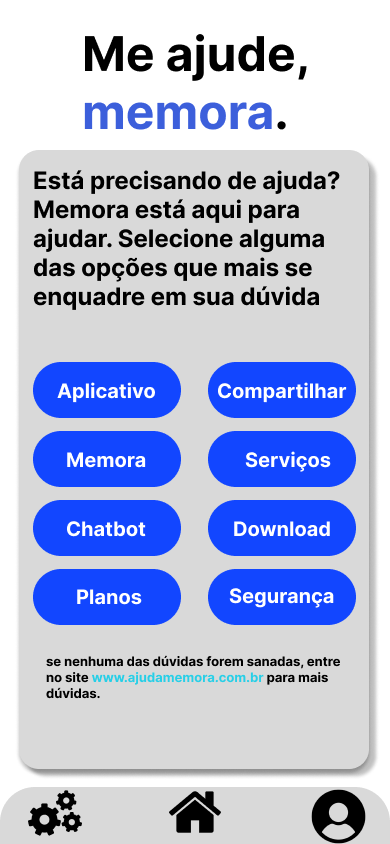 Me ajude,
memora.
Está precisando de ajuda?
Memora está aqui para
ajudar. Selecione alguma
das opções que mais se
enquadre em sua dúvida
Aplicativo
Compartilhar
Memora
Serviços
Chatbot
Download
Planos
Segurança
se nenhuma das dúvidas forem sanadas, entre
no site www.ajudamemora.com.br para mais
dúvidas.